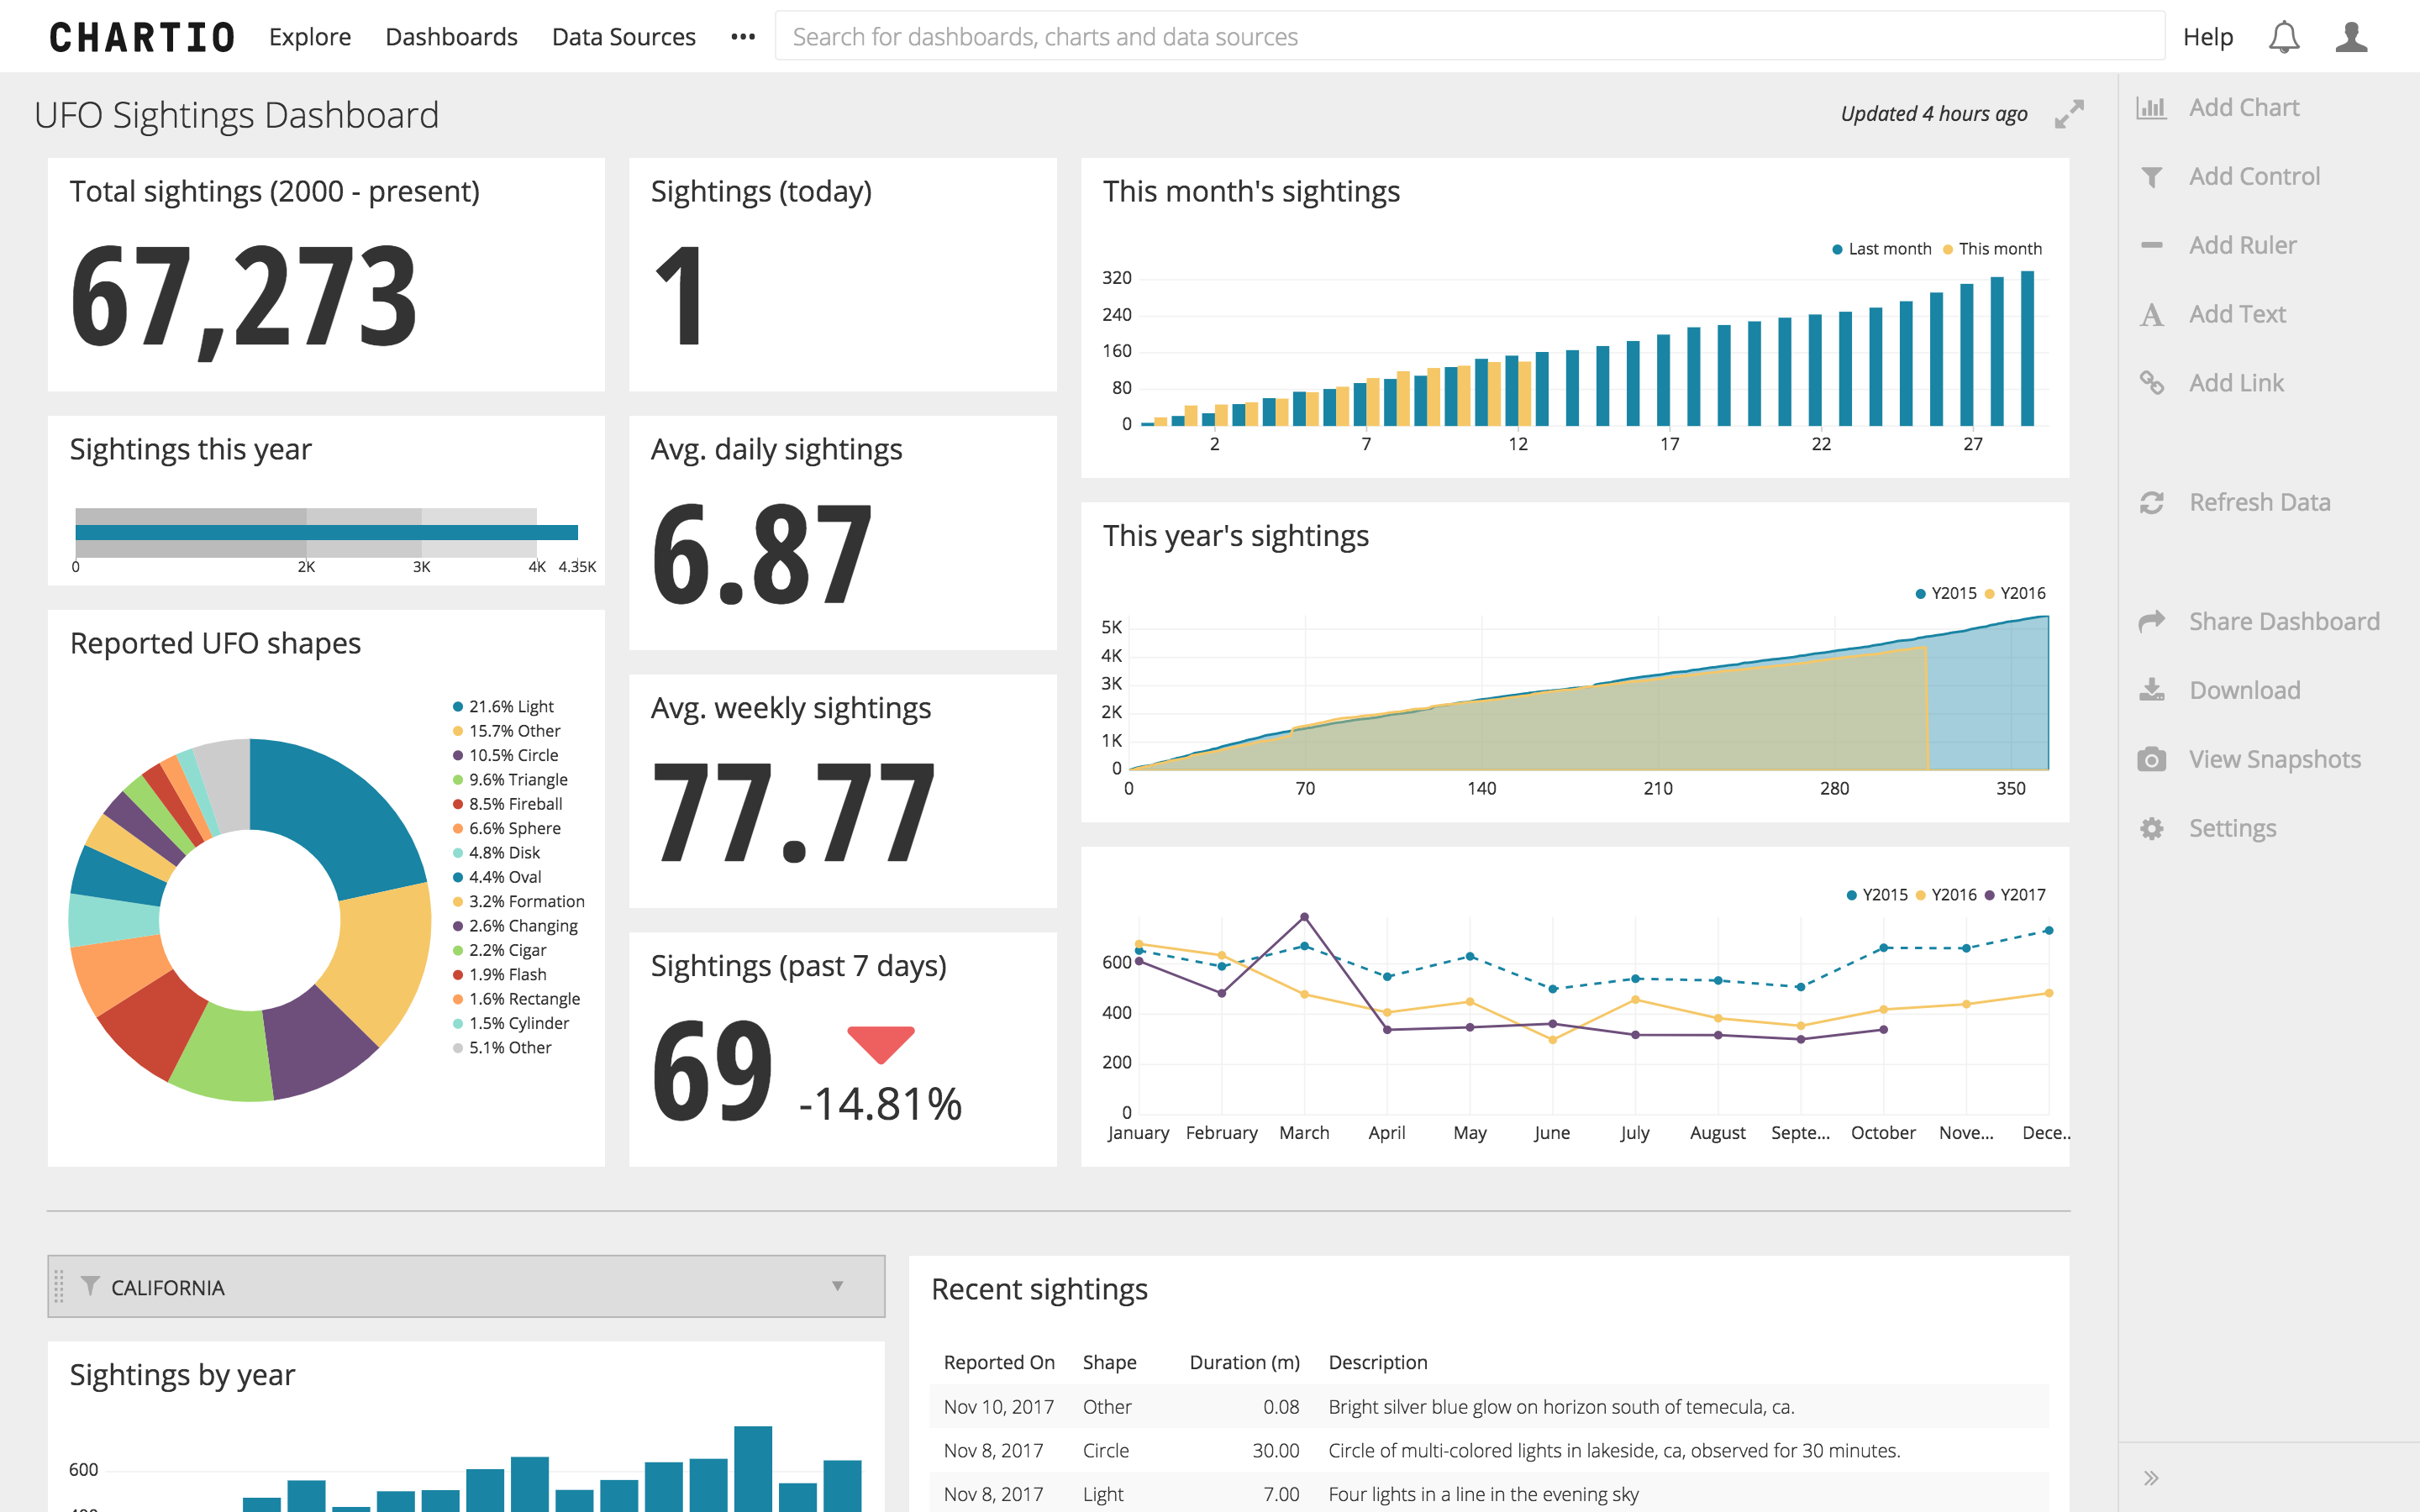 CHARTIO Explore Dashboards Data Sources ••• Search for dashboards, charts and data sources Help
UFO Sightings Dashboard
Updated 4 hours ago
Total sightings (2000 - present)
67,273
Sightings this year
0 2K 3K 4K 4.35K
Reported UFO shapes
21.6% Light
15.7% Other
10.5% Circle
9.6% Triangle
8.5% Fireball
6.6% Sphere
4.8% Disk
4.4% Oval
3.2% Formation
2.6% Changing
2.2% Cigar
1.9% Flash
1.6% Rectangle
1.5% Cylinder
5.1% Other
Sightings (today)
1
Avg. daily sightings
6.87
Avg. weekly sightings
77.77
Sightings (past 7 days)
69
-14.81%
This month's sightings
Last month This month
320
240
160
80
0
2 7 12 17 22 27
This year's sightings
Y2015 Y2016
5K
4K
3K
2K
1K
0
0 70 140 210 280 350
Y2015 Y2016 Y2017
600
400
200
0
January February March April May June July August Septe... October Nove... Dece..
Add Chart
Add Control
Add Ruler
A Add Text
Add Link
Refresh Data
Share Dashboard
Download
View Snapshots
Settings
CALIFORNIA
Sightings by year
600
Recent sightings
Reported On Shape Duration (m) Description
Nov 10, 2017 Other 0.08 Bright silver blue glow on horizon south of temecula, ca.
Nov 8, 2017 Circle 30.00 Circle of multi-colored lights in lakeside, ca, observed for 30 minutes.
Nov 8, 2017 Light 7.00 Four lights in a line in the evening sky